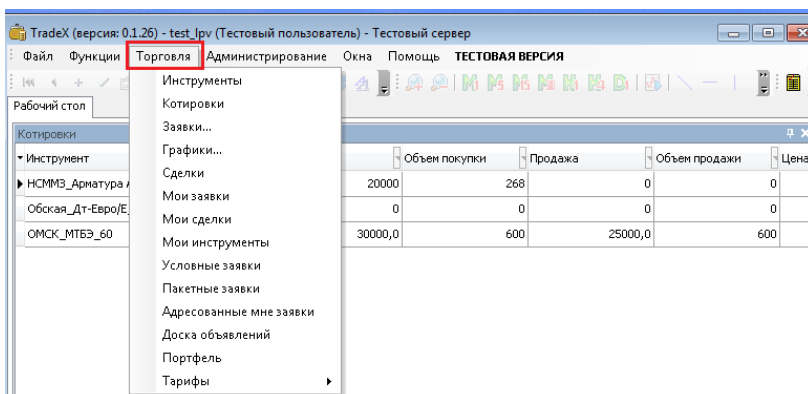 TradeX (версия: 0.1.26) - test_lpv (Тестовый пользователь) - Тестовый сервер
Файл Функции Торговля Администрирование Окна Помощь ТЕСТОВАЯ ВЕРСИЯ
M M5 M15 M H D
Рабочий стол
Котировки
Инструмент Объем покупки Продажа Объем продажи Цена
НСММЗ_Арматура 20000 268 0 0
Обская_Дт-Евро/Е 0 0 0 0
ОМСК_МТБЭ_60 30000,0 600 25000,0 600
Инструменты
Котировки
Заявки...
Графики...
Сделки
Мои заявки
Мои сделки
Мои инструменты
Условные заявки
Пакетные заявки
Адресованные мне заявки
Доска объявлений
Портфель
Тарифы